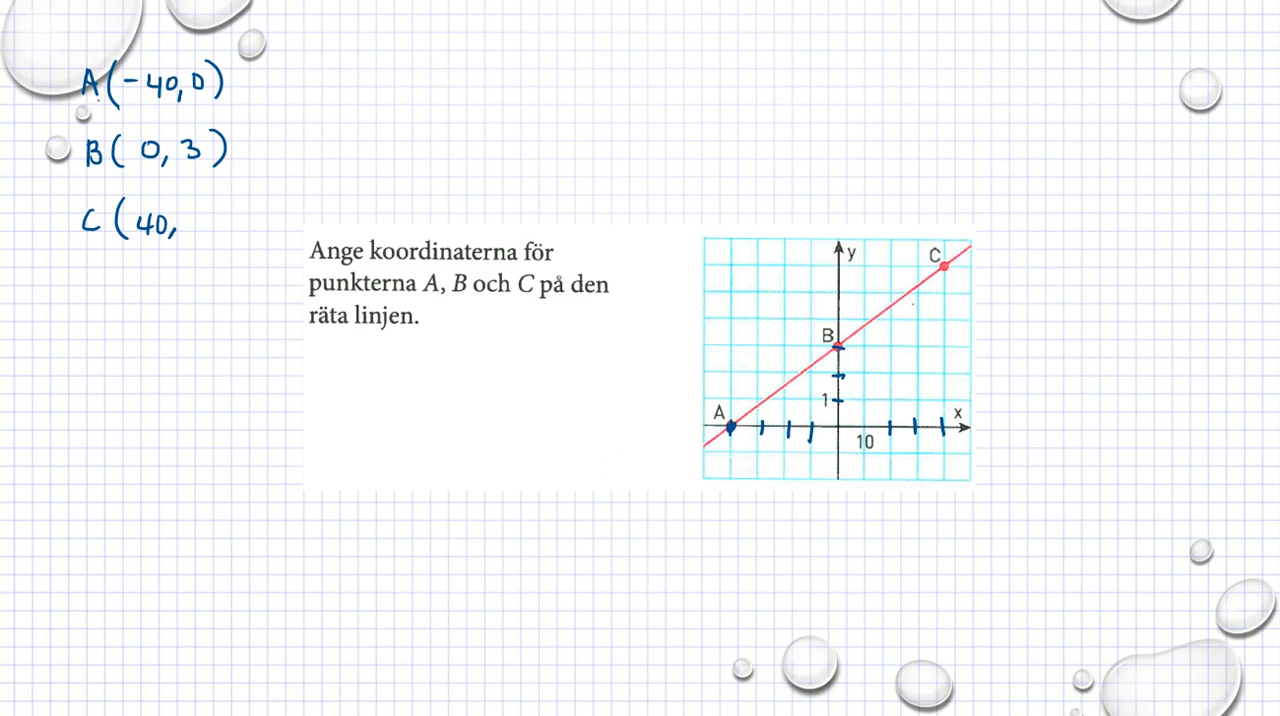 A(-40,0)
B( 0, 3 )
C ( 40,
Ange koordinaterna för
punkterna A, B och C på den
räta linjen.
y
C
B
1
A
x
10